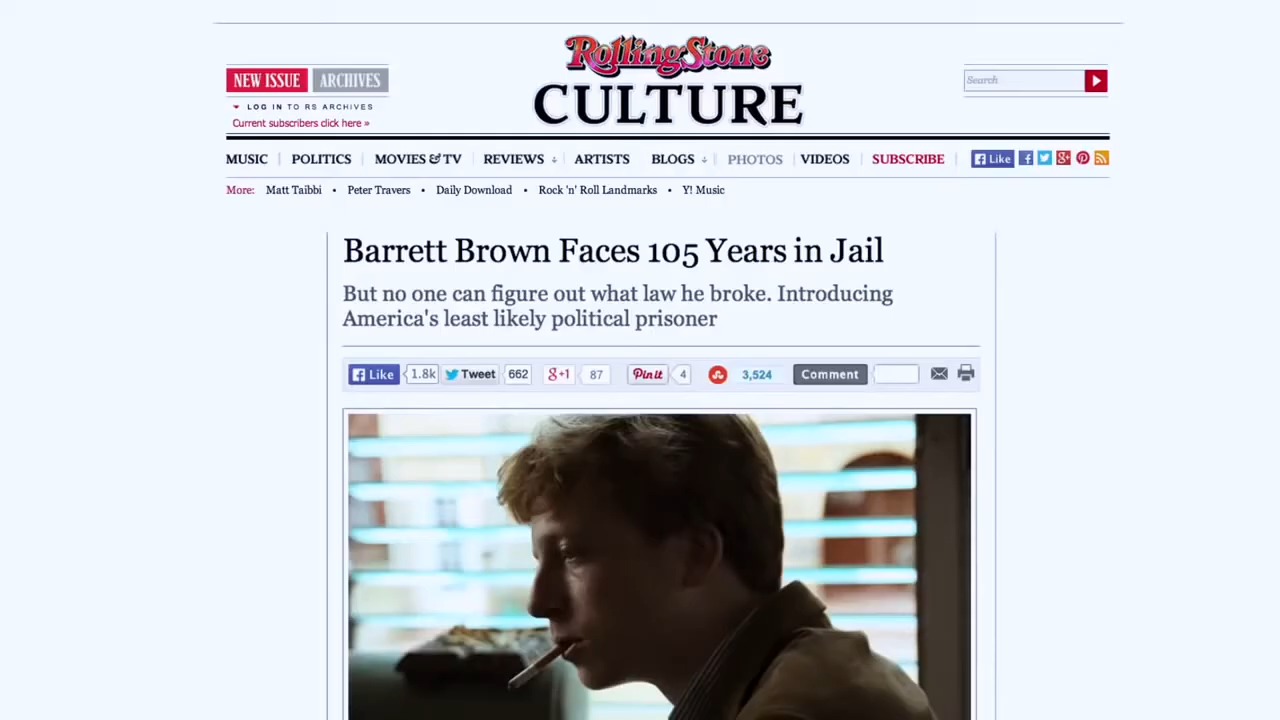 Rolling Stone
CULTURE
NEW ISSUE ARCHIVES
LOG IN TO RS ARCHIVES
Current subscribers click here »
Search
MUSIC POLITICS MOVIES & TV REVIEWS ARTISTS BLOGS PHOTOS VIDEOS SUBSCRIBE Like
More: Matt Taibbi • Peter Travers • Daily Download • Rock 'n' Roll Landmarks • Y! Music
Barrett Brown Faces 105 Years in Jail
But no one can figure out what law he broke. Introducing
America's least likely political prisoner
Like 1.8k Tweet 662 g+1 87 Pin it 4 3,524 Comment